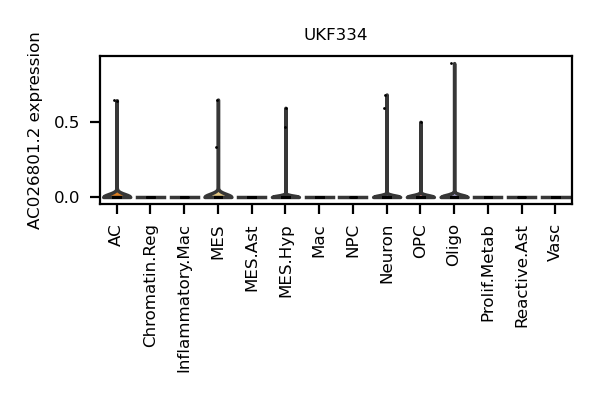 UKF334
AC026801.2 expression
0.5
0.0
AC
Chromatin.Reg
Inflammatory.Mac
MES
MES.Ast
MES.Hyp
Mac
NPC
Neuron
OPC
Oligo
Prolif.Metab
Reactive.Ast
Vasc